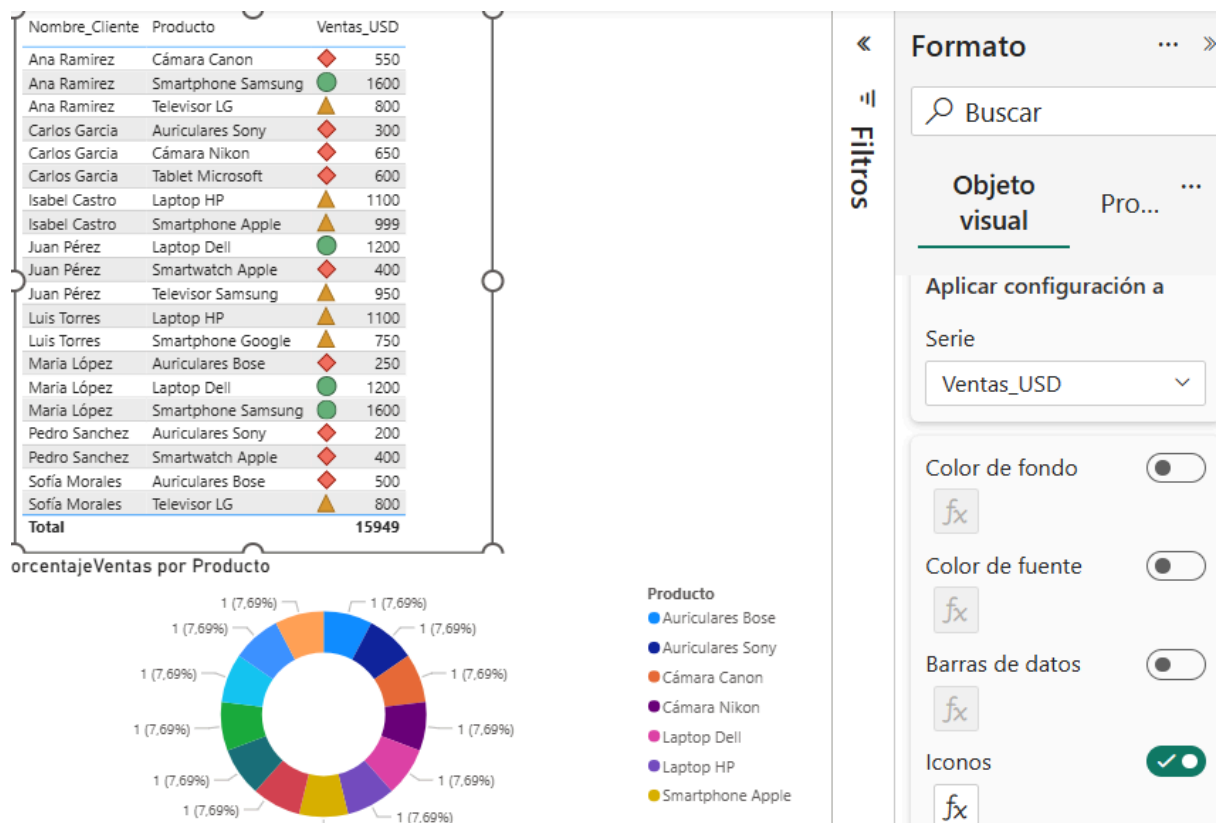 Nombre_Cliente Producto Ventas_USD
Ana Ramirez Cámara Canon 550
Ana Ramirez Smartphone Samsung 1600
Ana Ramirez Televisor LG 800
Carlos Garcia Auriculares Sony 300
Carlos Garcia Cámara Nikon 650
Carlos Garcia Tablet Microsoft 600
Isabel Castro Laptop HP 1100
Isabel Castro Smartphone Apple 999
Juan Pérez Laptop Dell 1200
Juan Pérez Smartwatch Apple 400
Juan Pérez Televisor Samsung 950
Luis Torres Laptop HP 1100
Luis Torres Smartphone Google 750
Maria López Auriculares Bose 250
Maria López Laptop Dell 1200
Maria López Smartphone Samsung 1600
Pedro Sanchez Auriculares Sony 200
Pedro Sanchez Smartwatch Apple 400
Sofía Morales Auriculares Bose 500
Sofía Morales Televisor LG 800
Total 15949
orcentajeVentas por Producto
1 (7,69%) 1 (7,69%)
1 (7,69%) 1 (7,69%)
1 (7,69%) 1 (7,69%)
1 (7,69%) 1 (7,69%)
1 (7,69%) 1 (7,69%)
1 (7,69%) 1 (7,69%)
Producto
Auriculares Bose
Auriculares Sony
Cámara Canon
Cámara Nikon
Laptop Dell
Laptop HP
Smartphone Apple
Filtros
Formato
Buscar
Objeto
visual
Pro...
Aplicar configuración a
Serie
Ventas_USD
Color de fondo
fx
Color de fuente
fx
Barras de datos
fx
Iconos
fx